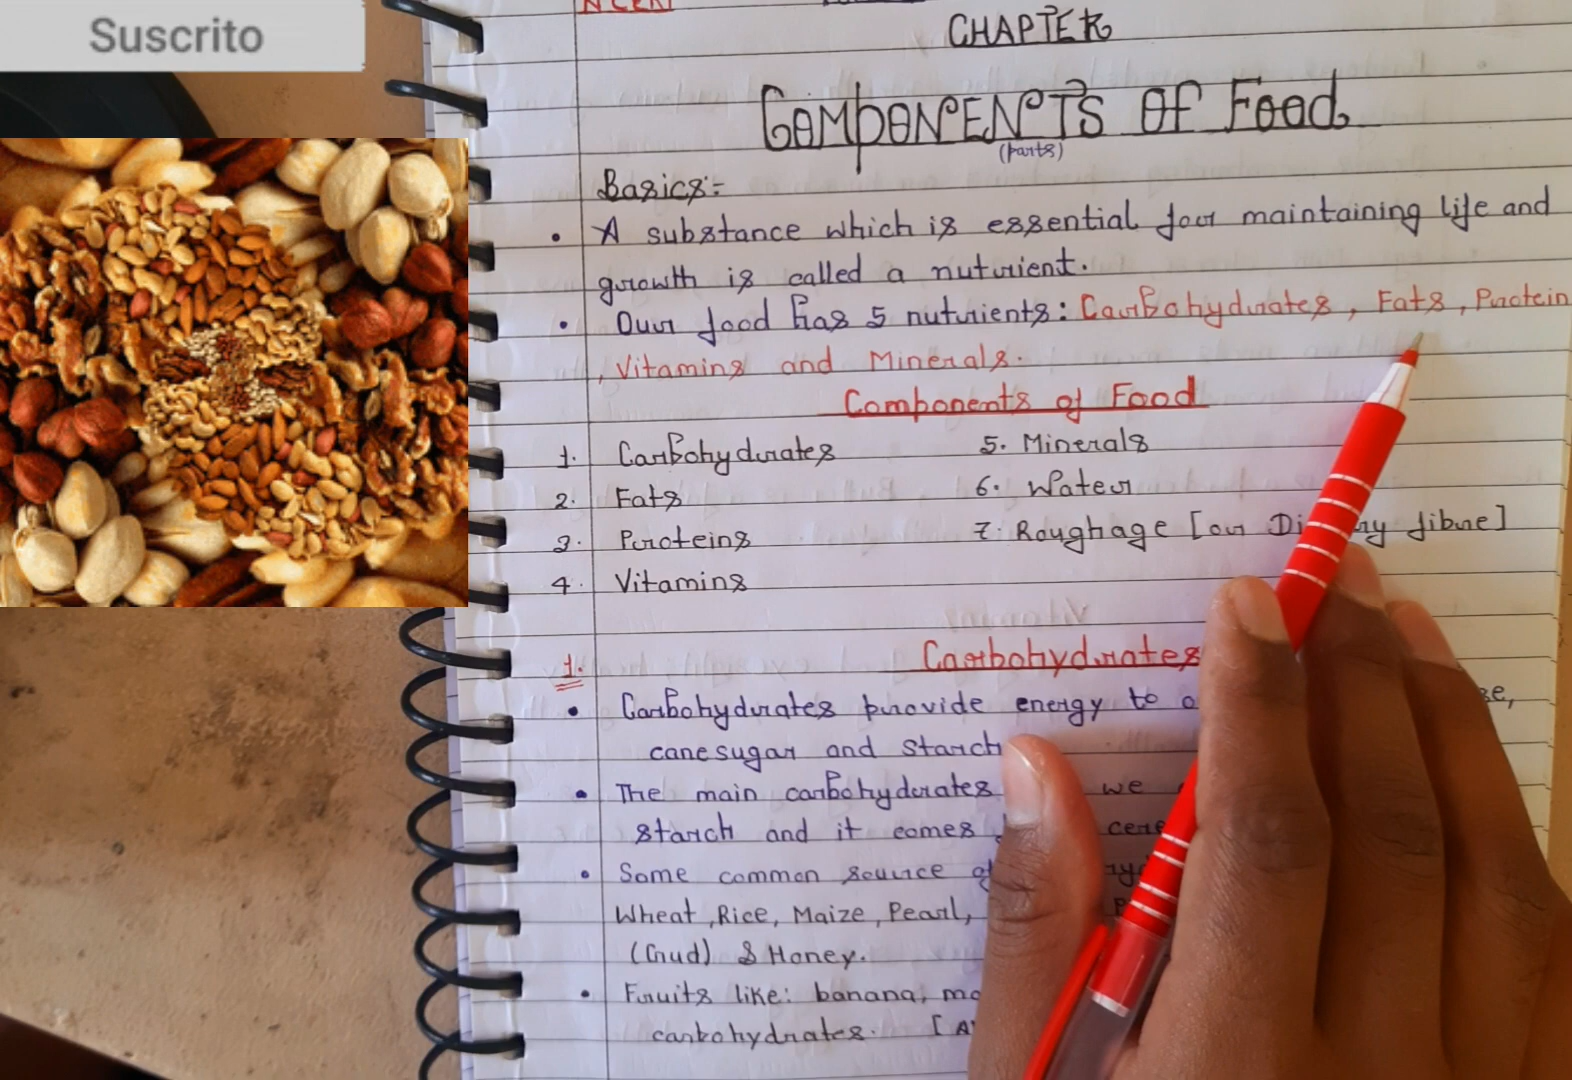 Suscrito
NCERT
CHAPTER
COMPONENTS OF Food
(parts)
Basics:-
• A substance which is essential for maintaining life and
growth is called a nutrient.
• Our food has 5 nutrients: Carbohydrates, Fats, Protein
, Vitamins and Minerals.
Components of Food
1. Carbohydrates
2. Fats
3. Proteins
4. Vitamins
5. Minerals
6. Water
7. Roughage [or fibre]
1. Carbohydrates
• Carbohydrates provide energy to
canesugar and starch
• The main carbohydrates we
starch and it comes
• Some common source of
Wheat, Rice, Maize, Pearl,
(Gud) & Honey.
• Fruits like: banana,
carbohydrates.